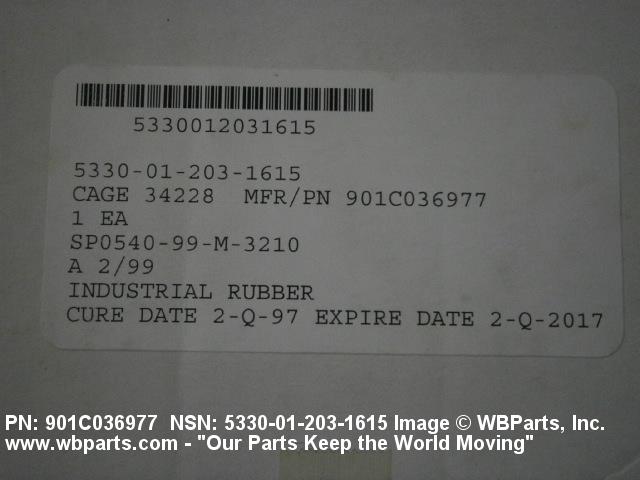 5330012031615
5330-01-203-1615
CAGE 34228 MFR/PN 901C036977
1 EA
SP0540-99-M-3210
A 2/99
INDUSTRIAL RUBBER
CURE DATE 2-Q-97 EXPIRE DATE 2-Q-2017
PN: 901C036977 NSN: 5330-01-203-1615 Image © WBParts, Inc.
www.wbparts.com - "Our Parts Keep the World Moving"